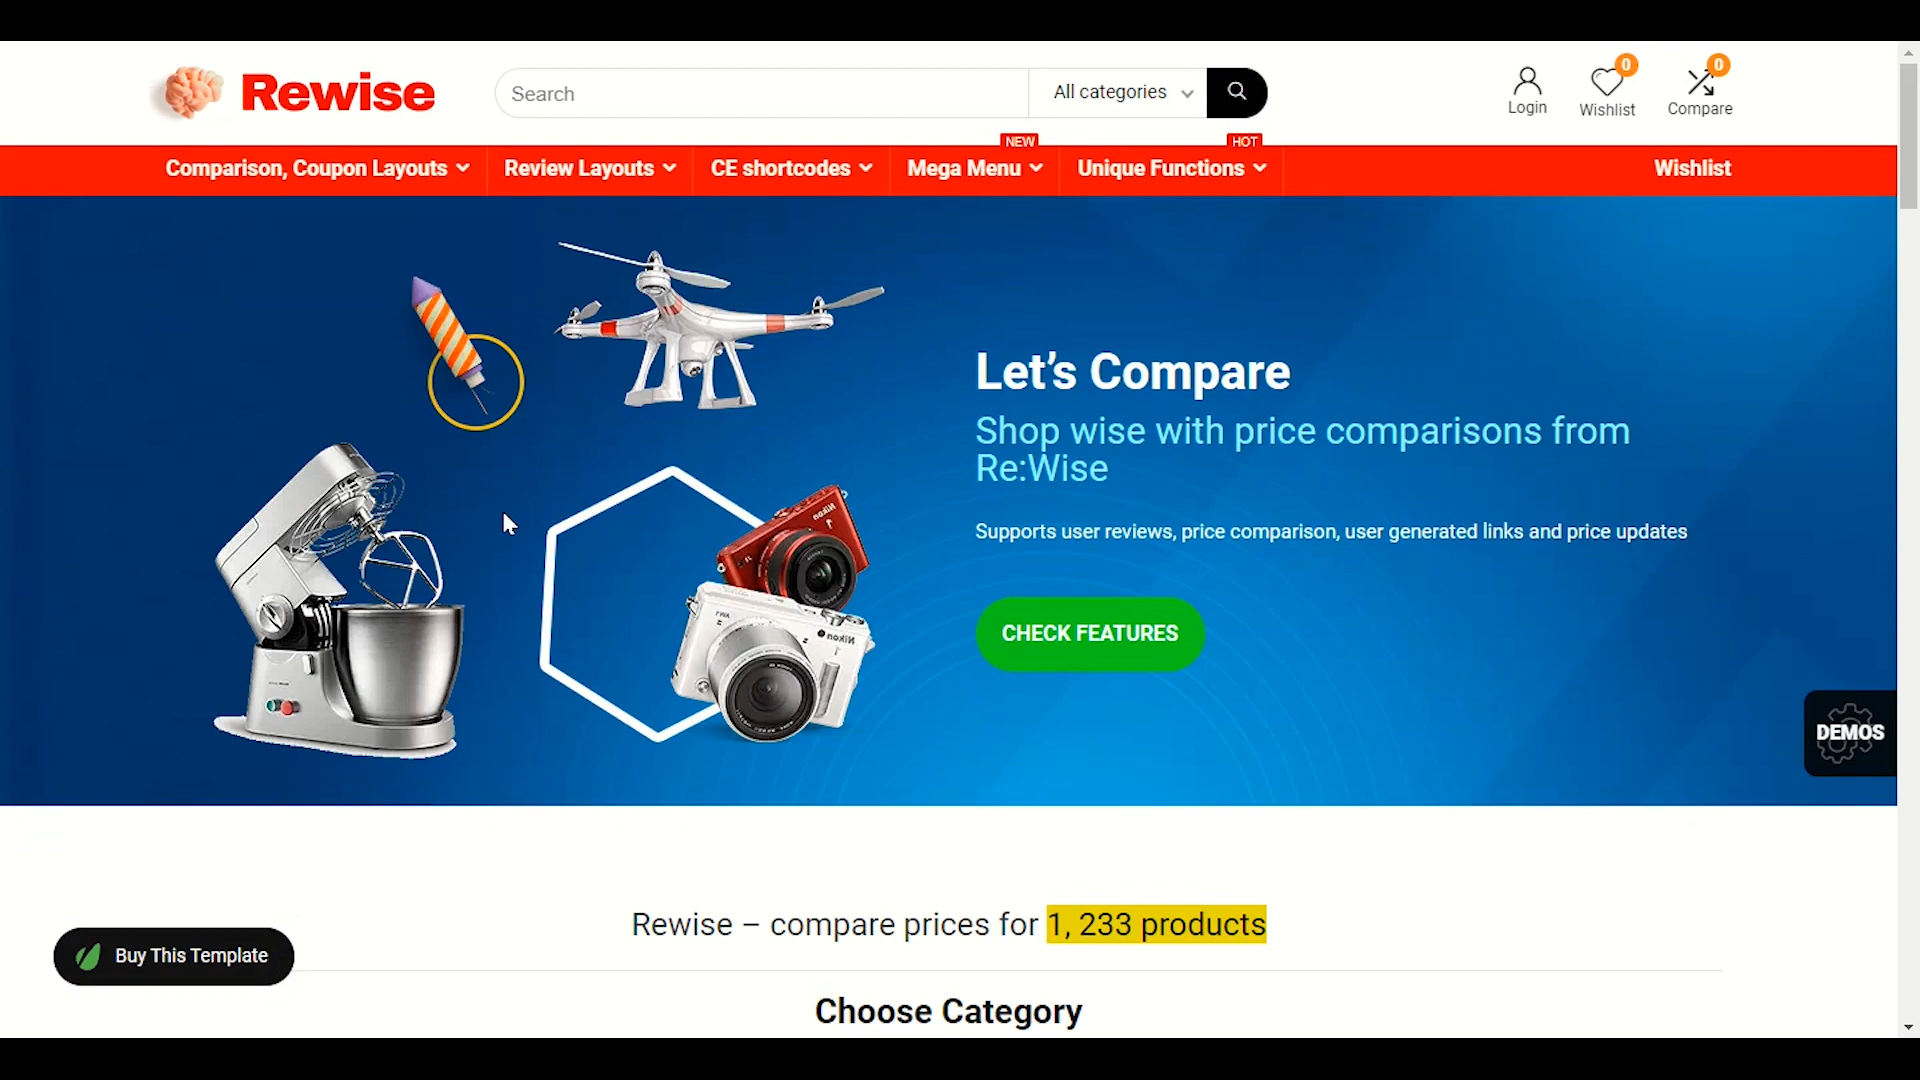 Rewise
Search
All categories
Login
0
Wishlist
0
Compare
NEW
HOT
Comparison, Coupon Layouts
Review Layouts
CE shortcodes
Mega Menu
Unique Functions
Wishlist
Let's Compare
Shop wise with price comparisons from
Re:Wise
Supports user reviews, price comparison, user generated links and price updates
CHECK FEATURES
DEMOS
Rewise – compare prices for 1, 233 products
Buy This Template
Choose Category